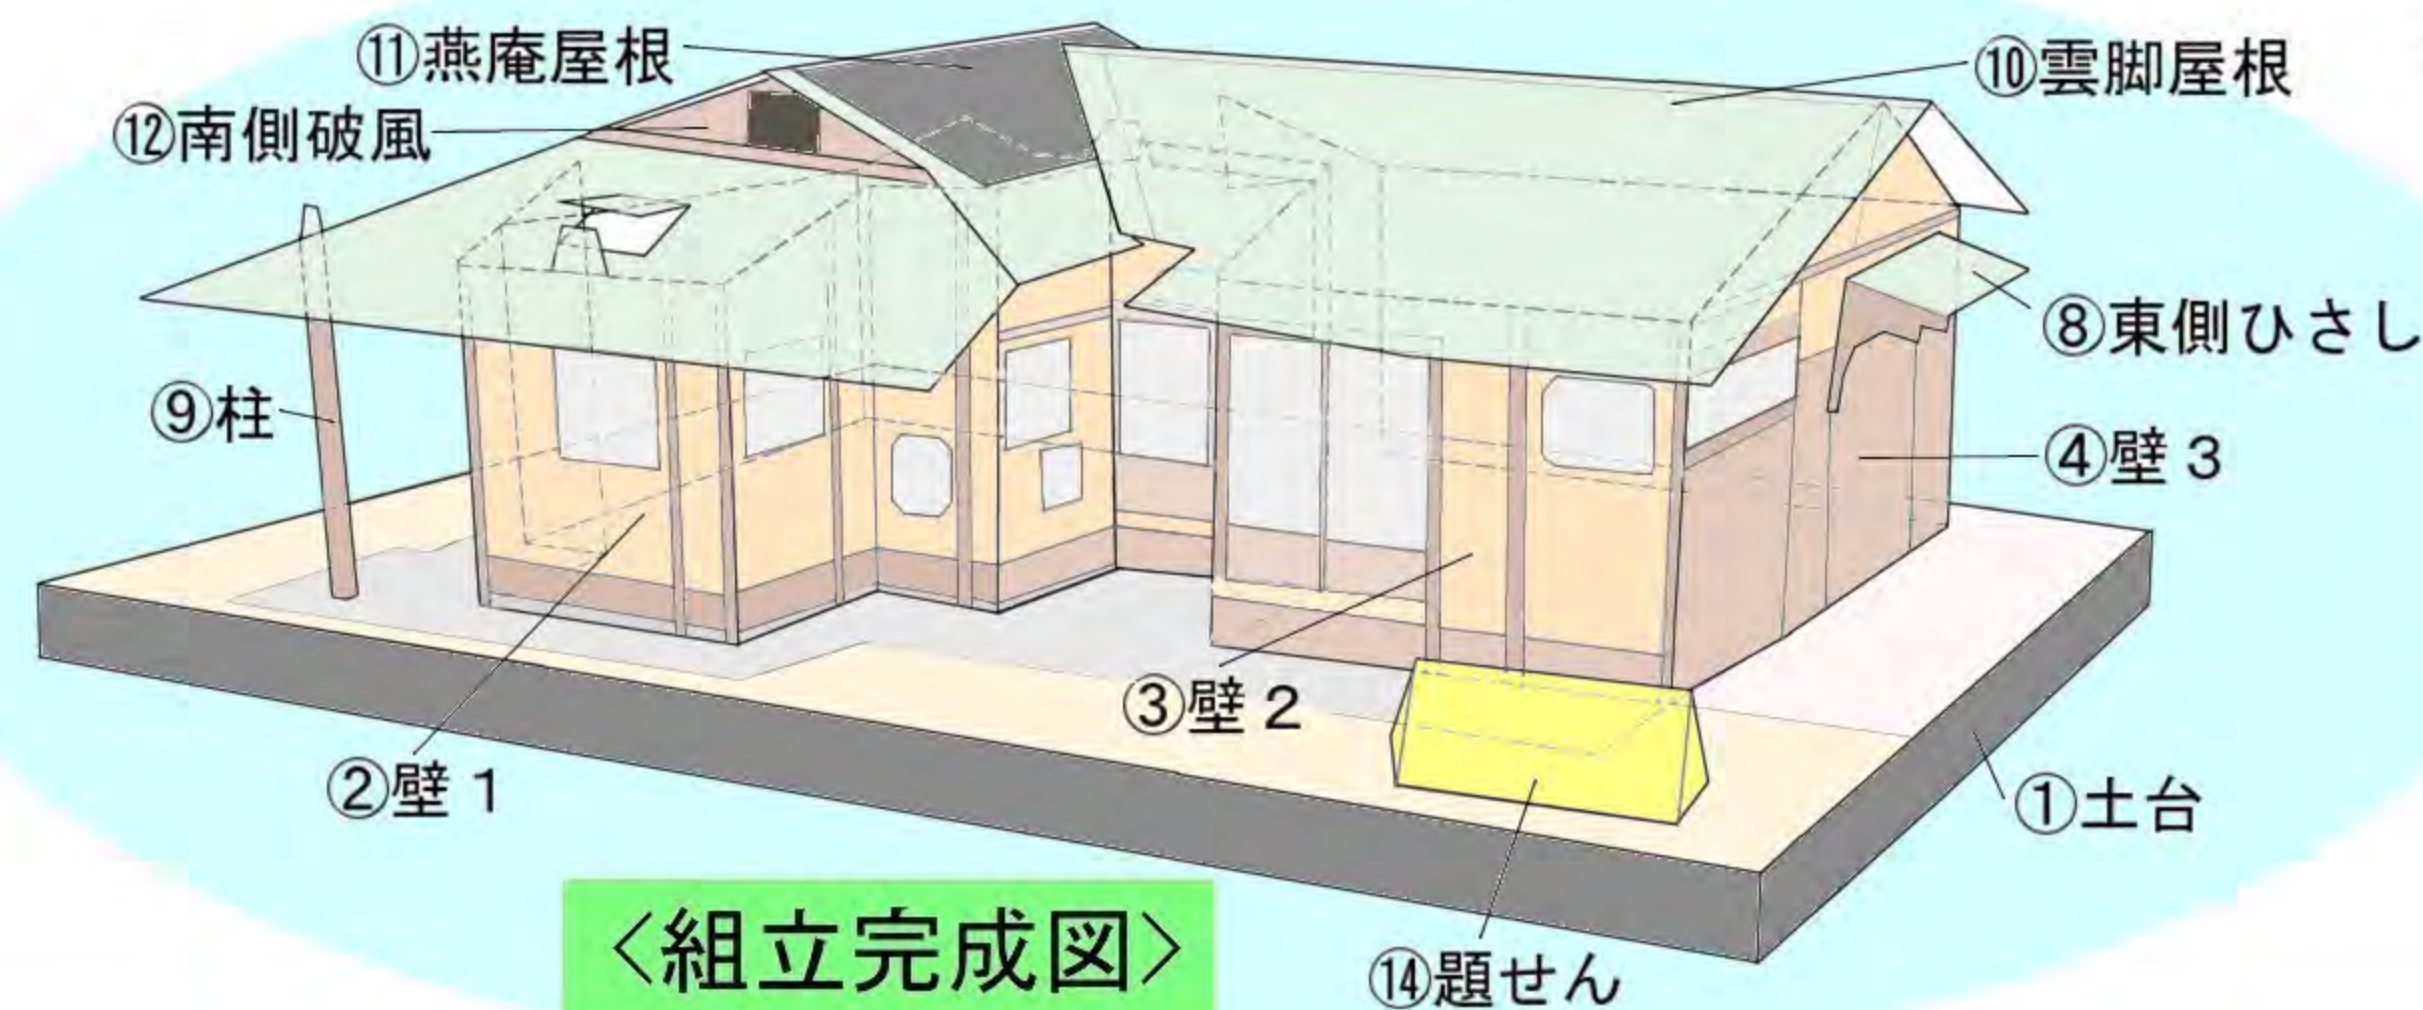 ⑪燕庵屋根
⑩雲脚屋根
⑫南側破風
⑧東側ひさし
⑨柱
④壁３
③壁２
②壁１
①土台
〈組立完成図〉
⑭題せん